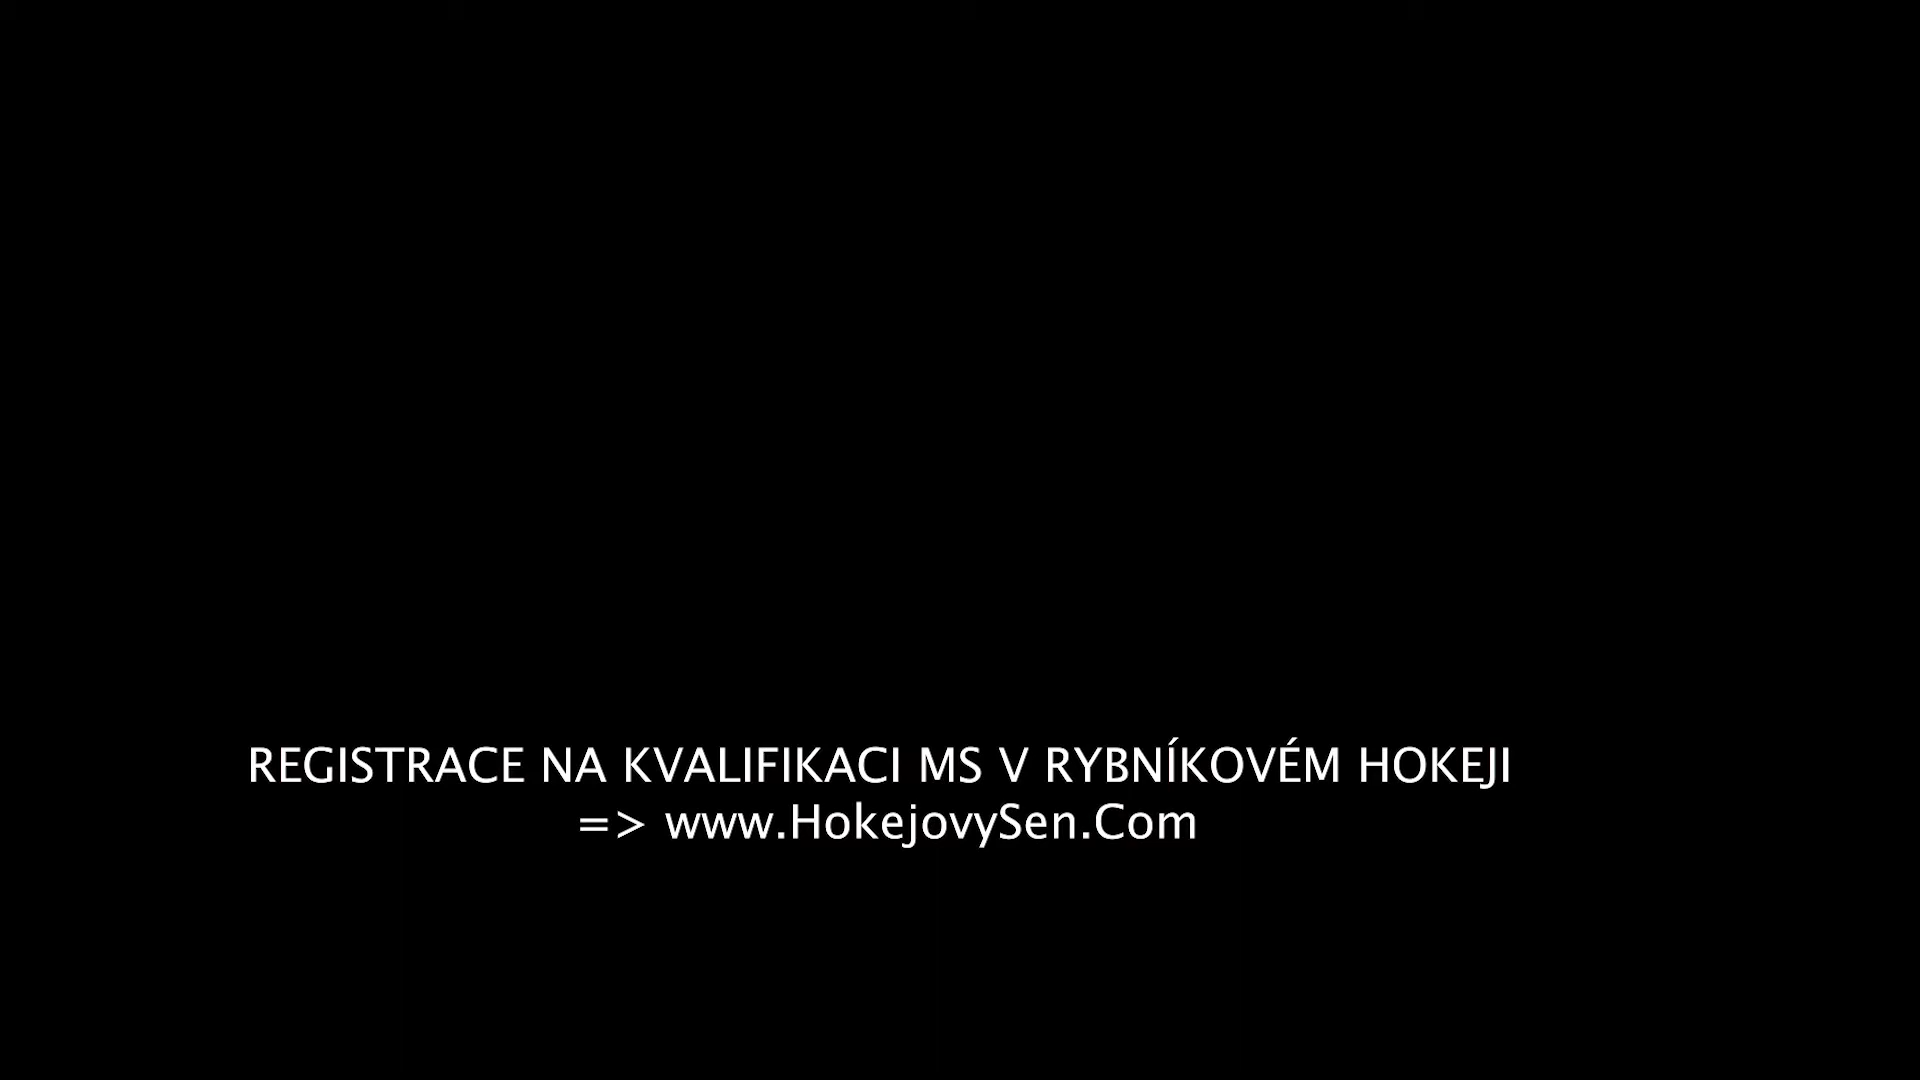 REGISTRACE NA KVALIFIKACI MS V RYBNÍKOVÉM HOKEJI
=> www.HokejovySen.Com